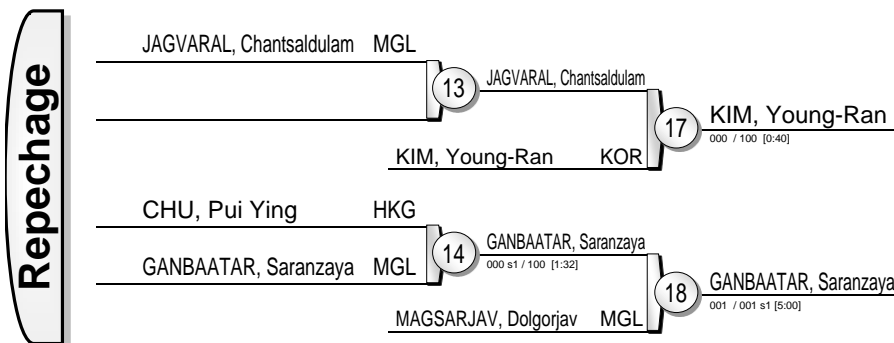 Repechage
JAGVARAL, Chantsaldulam MGL
13
JAGVARAL, Chantsaldulam
KIM, Young-Ran KOR
17
KIM, Young-Ran
000 / 100 [0:40]
CHU, Pui Ying HKG
GANBAATAR, Saranzaya MGL
14
GANBAATAR, Saranzaya
000 s1 / 100 [1:32]
MAGSARJAV, Dolgorjav MGL
18
GANBAATAR, Saranzaya
001 / 001 s1 [5:00]